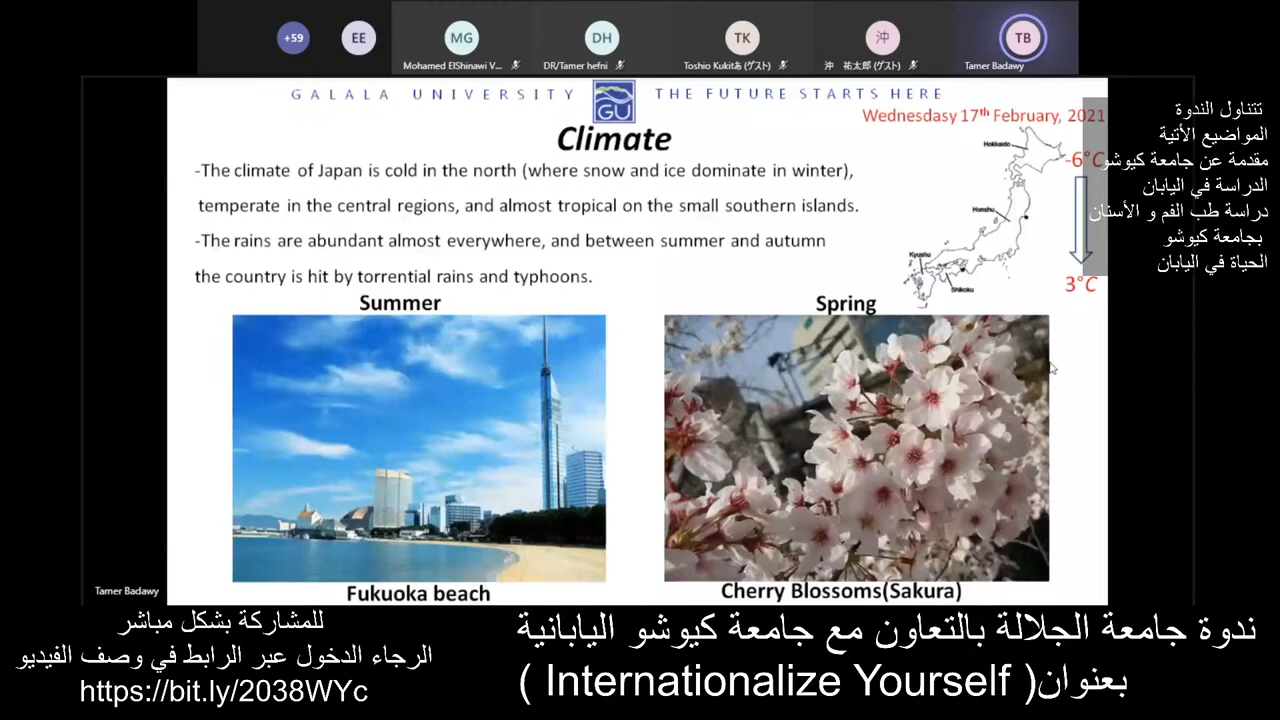 +59
EE
MG
DH
TK
沖
TB
Mohamed ElShinawi V...
DR/Tamer hefni
Toshio Kukitあ (ゲスト)
沖 祐太郎 (ゲスト)
Tamer Badawy
GALALA UNIVERSITY
GU
THE FUTURE STARTS HERE
Wednesdasy 17th February, 2021
Climate
-The climate of Japan is cold in the north (where snow and ice dominate in winter),
temperate in the central regions, and almost tropical on the small southern islands.
-The rains are abundant almost everywhere, and between summer and autumn
the country is hit by torrential rains and typhoons.
Hokkaido
Honshu
Kyushu
Shikoku
-6°C
3°C
تتناول الندوة
المواضيع الأتية
مقدمة عن جامعة كيوشو
الدراسة في اليابان
دراسة طب الفم و الأسنان
بجامعة كيوشو
الحياة في اليابان
Summer
Spring
Fukuoka beach
Cherry Blossoms(Sakura)
Tamer Badawy
للمشاركة بشكل مباشر
الرجاء الدخول عبر الرابط في وصف الفيديو
https://bit.ly/2038WYc
ندوة جامعة الجلالة بالتعاون مع جامعة كيوشو اليابانية
بعنوان( Internationalize Yourself )